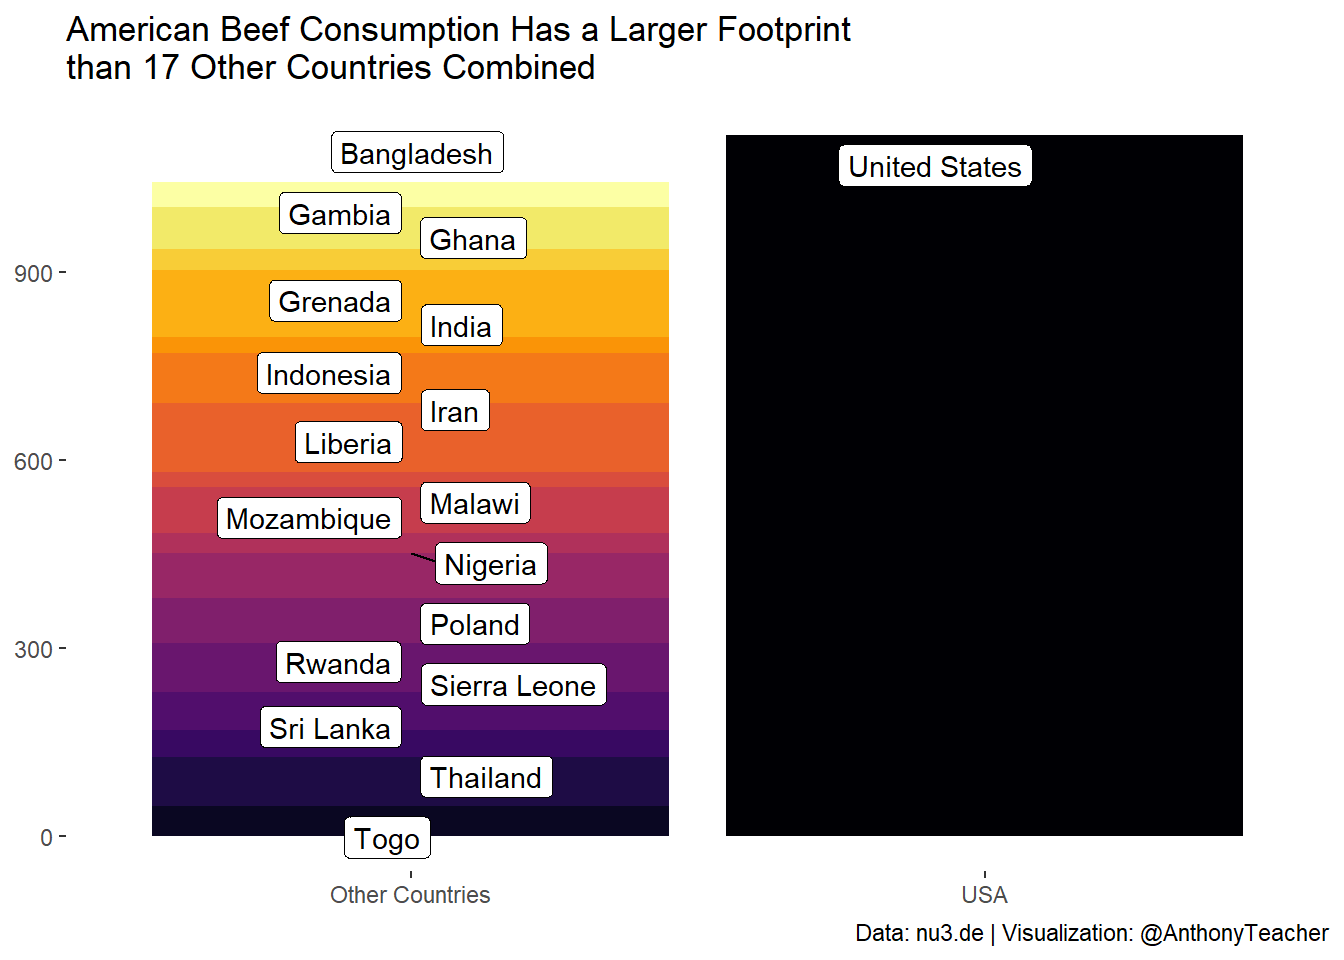 American Beef Consumption Has a Larger Footprint
than 17 Other Countries Combined
Bangladesh
United States
Gambia
Ghana
900
Grenada
India
Indonesia
Iran
Liberia
600
Malawi
Mozambique
Nigeria
Poland
300
Rwanda
Sierra Leone
Sri Lanka
Thailand
0
Togo
Other Countries
USA
Data: nu3.de | Visualization: @AnthonyTeacher